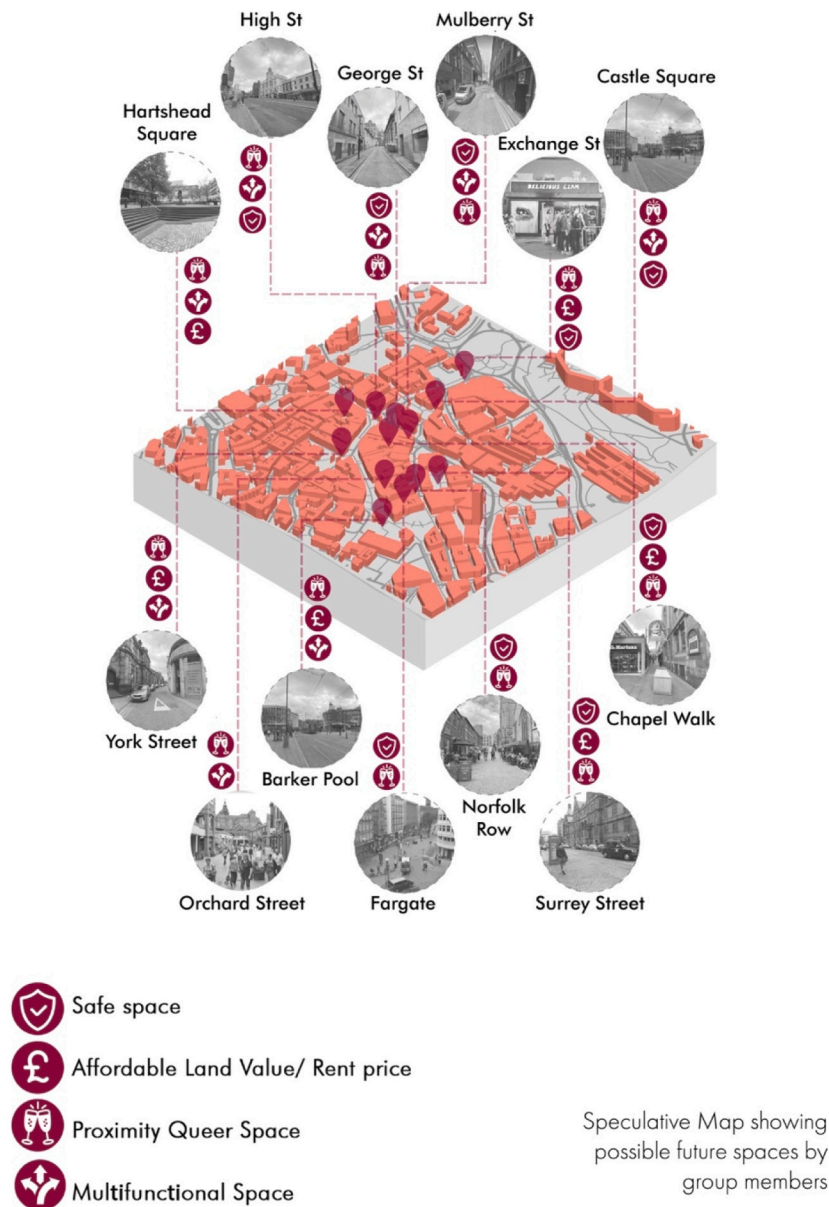 High St
Mulberry St
George St
Castle Square
Hartshead
Square
Exchange St
DELICIOUS LIAM
Chapel Walk
York Street
Barker Pool
Norfolk
Row
Orchard Street
Fargate
Surrey Street
Safe space
£ Affordable Land Value/ Rent price
Proximity Queer Space
Multifunctional Space
Speculative Map showing
possible future spaces by
group members